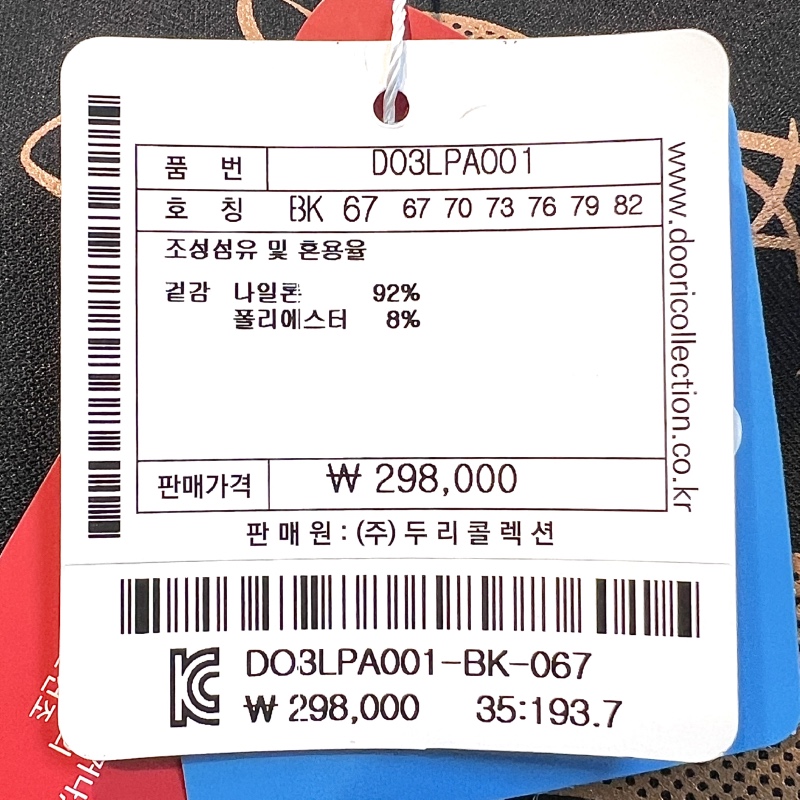 품 번 DO3LPA001
호 칭 BK 67 67 70 73 76 79 82
조성섬유 및 혼용율
겉감 나일론 92%
폴리에스터 8%
판매가격 ₩ 298,000
판 매 원 : (주) 두 리 콜 렉 션
www.dooricollection.co.kr
DO3LPA001-BK-067
₩ 298,000 35:193.7